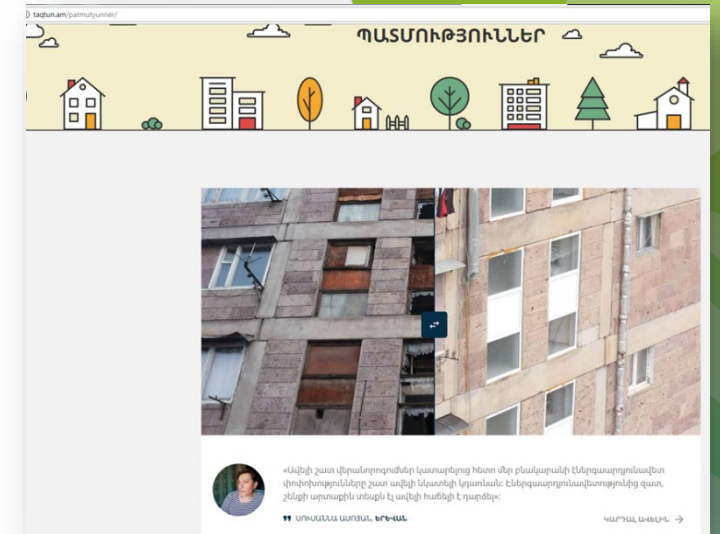 taqtun.am/patmutyunner/
ՊԱՏՄՈՒԹՅՈՒՆՆԵՐ
«Ավելի շատ վերանորոգումներ կատարելուց հետո մեր բնակարանի էներգաարդյունավետ
փոփոխությունները շատ ավելի նկատելի կդառնան: Էներգաարդյունավետությունից զատ,
շենքի արտաքին տեսքն էլ ավելի հաճելի է դարձել»:
ՍՈՒՍԱՆՆԱ ԱՍՈՅԱՆ, ԵՐԵՎԱՆ
ԿԱՐԴԱԼ ԱՎԵԼԻՆ